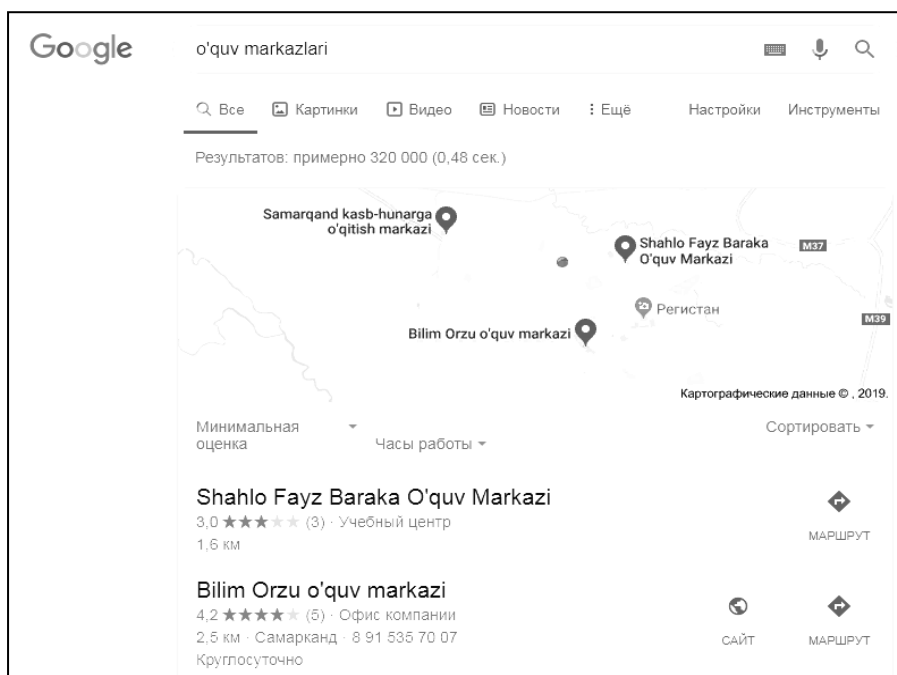 Google
o'quv markazlari
Все Картинки Видео Новости Ещё Настройки Инструменты
Результатов: примерно 320 000 (0,48 сек.)
Samarqand kasb-hunarga
o'qitish markazi
Shahlo Fayz Baraka
O'quv Markazi
M37
Регистан
M39
Bilim Orzu o'quv markazi
Картографические данные © , 2019.
Минимальная
оценка
Часы работы
Сортировать
Shahlo Fayz Baraka O'quv Markazi
3,0 ★★★★★ (3) · Учебный центр
1,6 км
МАРШРУТ
Bilim Orzu o'quv markazi
4,2 ★★★★★ (5) · Офис компании
2,5 км · Самарканд · 8 91 535 70 07
Круглосуточно
САЙТ
МАРШРУТ